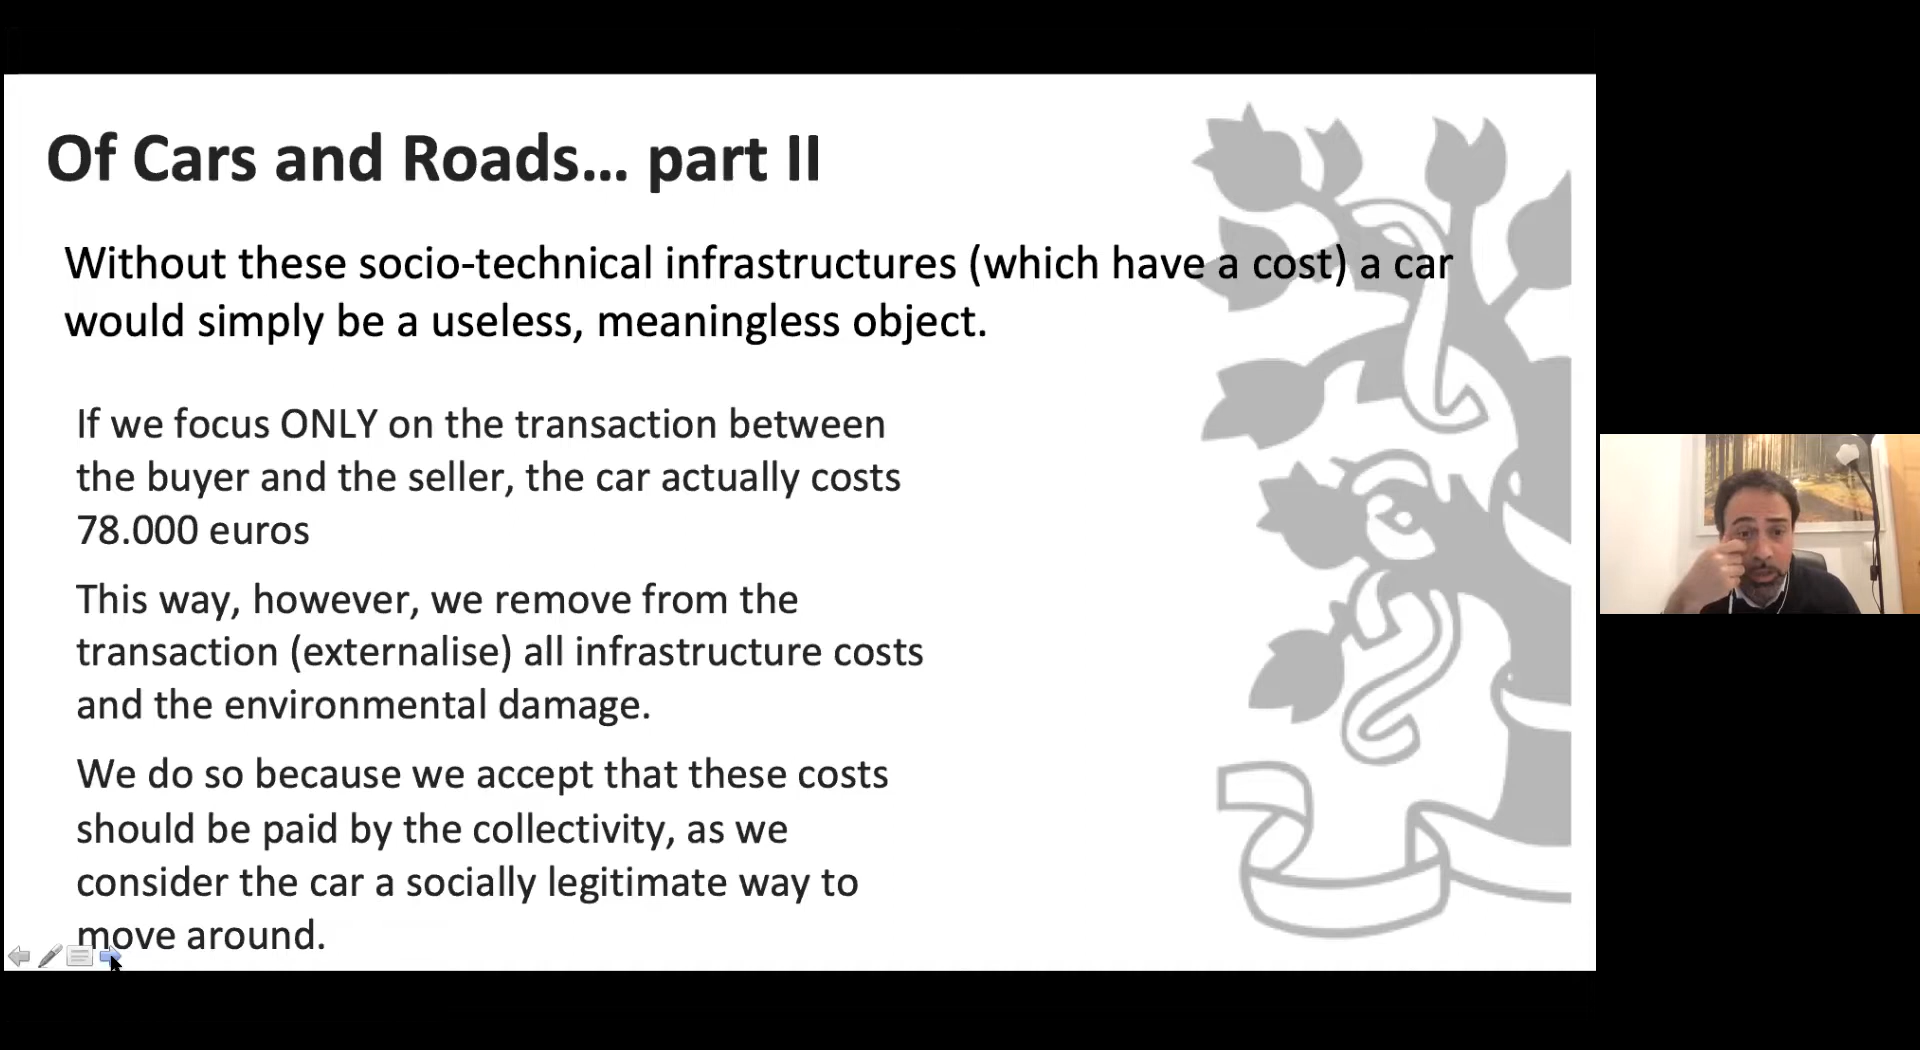 Of Cars and Roads... part II
Without these socio-technical infrastructures (which have a cost) a car
would simply be a useless, meaningless object.
If we focus ONLY on the transaction between
the buyer and the seller, the car actually costs
78.000 euros
This way, however, we remove from the
transaction (externalise) all infrastructure costs
and the environmental damage.
We do so because we accept that these costs
should be paid by the collectivity, as we
consider the car a socially legitimate way to
move around.